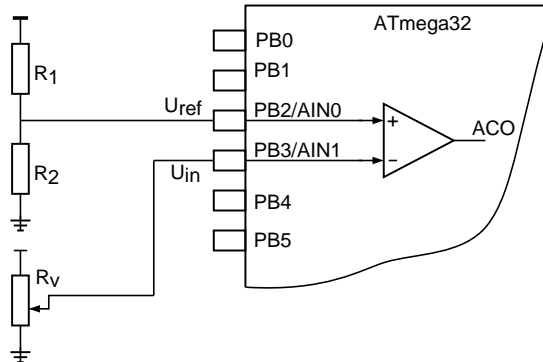 ATmega32
PB0
PB1
R1
Uref
PB2/AIN0
+
ACO
PB3/AIN1
−
Uin
R2
PB4
PB5
Rv